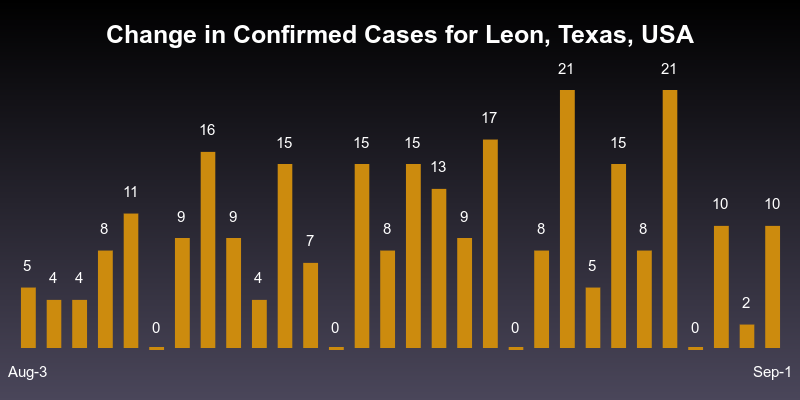 Change in Confirmed Cases for Leon, Texas, USA
5 4 4 8 11 0 9 16 9 4 15 7 0 15 8 15 13 9 17 0 8 21 5 15 8 21 0 10 2 10
Aug-3 Sep-1